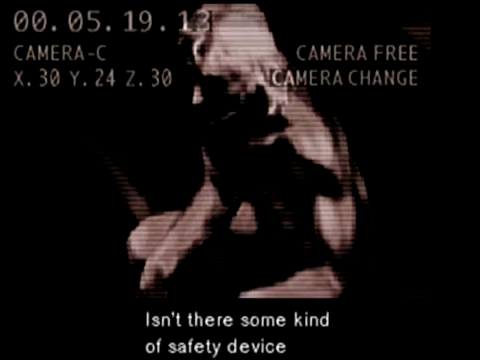 00.05.19.13
CAMERA-C
CAMERA FREE
X.30 Y.24 Z.30
CAMERA CHANGE
Isn't there some kind
of safety device